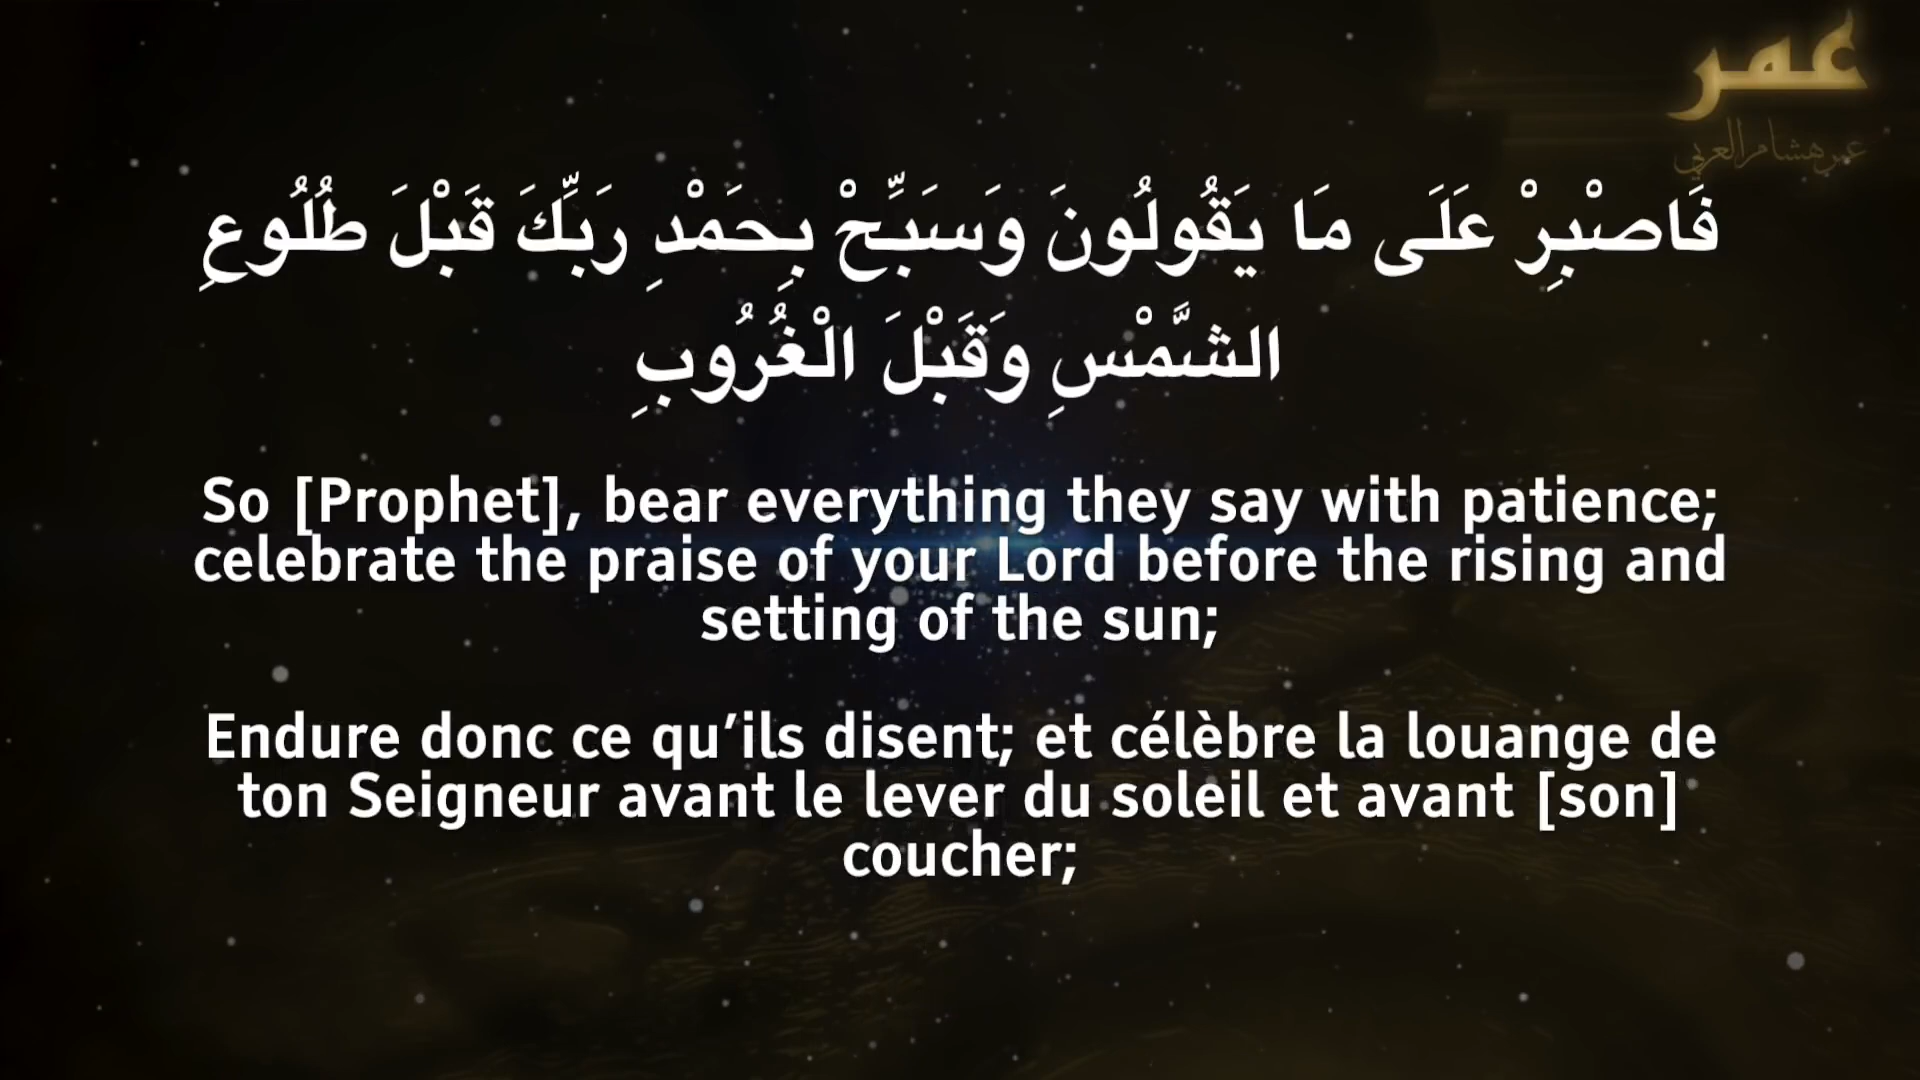 عمر
عمر هشام العربي
فَاصْبِرْ عَلَى مَا يَقُولُونَ وَسَبِّحْ بِحَمْدِ رَبِّكَ قَبْلَ طُلُوعِ
الشَّمْسِ وَقَبْلَ الْغُرُوبِ
So [Prophet], bear everything they say with patience;
celebrate the praise of your Lord before the rising and
setting of the sun;
Endure donc ce qu’ils disent; et célèbre la louange de
ton Seigneur avant le lever du soleil et avant [son]
coucher;